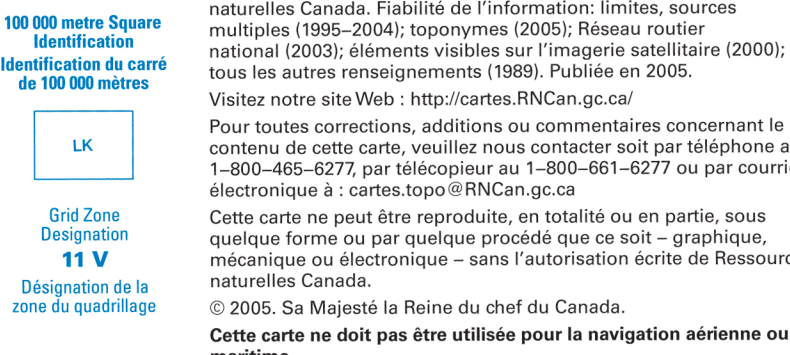 100 000 metre Square
Identification
Identification du carré
de 100 000 mètres
LK
Grid Zone
Designation
11 V
Désignation de la
zone du quadrillage
naturelles Canada. Fiabilité de l'information: limites, sources
multiples (1995–2004); toponymes (2005); Réseau routier
national (2003); éléments visibles sur l'imagerie satellitaire (2000);
tous les autres renseignements (1989). Publiée en 2005.
Visitez notre site Web : http://cartes.RNCan.gc.ca/
Pour toutes corrections, additions ou commentaires concernant le
contenu de cette carte, veuillez nous contacter soit par téléphone a
1–800–465–6277, par télécopieur au 1–800–661–6277 ou par courri
électronique à : cartes.topo@RNCan.gc.ca
Cette carte ne peut être reproduite, en totalité ou en partie, sous
quelque forme ou par quelque procédé que ce soit – graphique,
mécanique ou électronique – sans l'autorisation écrite de Ressourc
naturelles Canada.
© 2005. Sa Majesté la Reine du chef du Canada.
Cette carte ne doit pas être utilisée pour la navigation aérienne ou
maritime